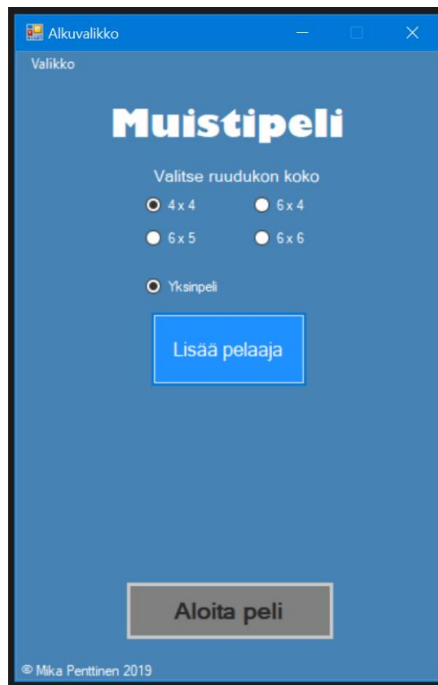 Alkuvalikko
Valikko
Muistipeli
Valitse ruudukon koko
4 x 4 6 x 4
6 x 5 6 x 6
Yksinpeli
Lisää pelaaja
Aloita peli
© Mika Penttinen 2019